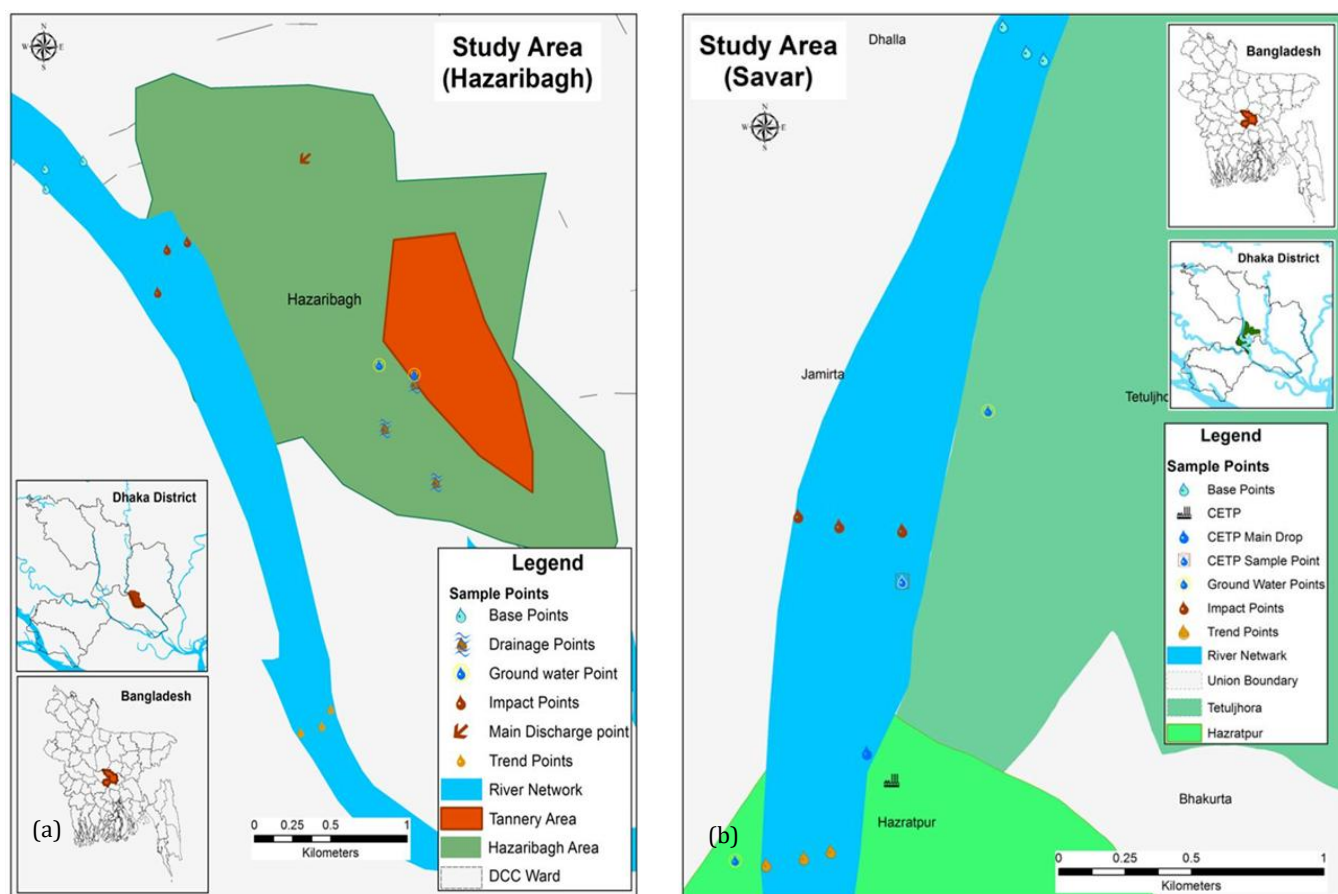 Study Area
(Hazaribagh)
N
W
E
S
Hazaribagh
Dhaka District
Bangladesh
(a)
0
0.25
0.5
1
Kilometers
Legend
Sample Points
Base Points
Drainage Points
Ground water Point
Impact Points
Main Discharge point
Trend Points
River Network
Tannery Area
Hazaribagh Area
DCC Ward
Study Area
(Savar)
N
W
E
S
Dhalla
Jamirta
Tetuljho
Bangladesh
Dhaka District
Legend
Sample Points
Base Points
CETP
CETP Main Drop
CETP Sample Point
Ground Water Points
Impact Points
Trend Points
River Netwark
Union Boundary
Tetuljhora
Hazratpur
Bhakurta
Hazratpur
(b)
0
0.25
0.5
1
Kilometers